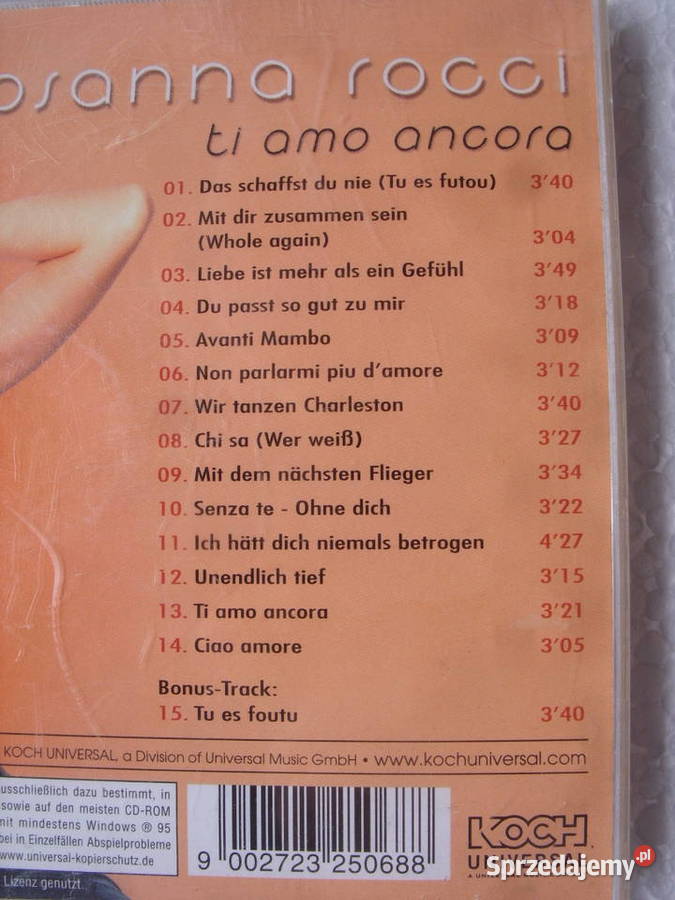 osanna rocci
ti amo ancora
01. Das schaffst du nie (Tu es futou) 3'40
02. Mit dir zusammen sein
(Whole again) 3'04
03. Liebe ist mehr als ein Gefühl 3'49
04. Du passt so gut zu mir 3'18
05. Avanti Mambo 3'09
06. Non parlarmi piu d'amore 3'12
07. Wir tanzen Charleston 3'40
08. Chi sa (Wer weiß) 3'27
09. Mit dem nächsten Flieger 3'34
10. Senza te - Ohne dich 3'22
11. Ich hätt dich niemals betrogen 4'27
12. Unendlich tief 3'15
13. Ti amo ancora 3'21
14. Ciao amore 3'05
Bonus-Track:
15. Tu es foutu 3'40
KOCH UNIVERSAL, a Division of Universal Music GmbH • www.kochuniversal.com
usschließlich dazu bestimmt, in
sowie auf den meisten CD-ROM
mit mindestens Windows ® 95
bei in Einzelfällen Abspielprobleme
www.universal-kopierschutz.de
Lizenz genutzt.
9 002723 250688
KOCH
UNIVERSAL
Sprzedajemy.pl